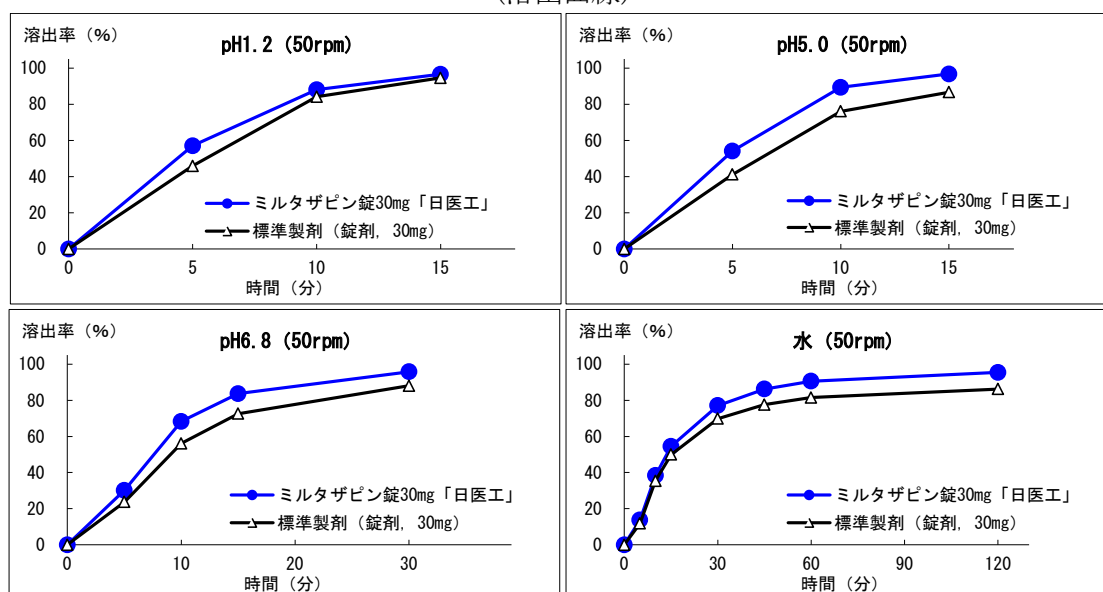 溶出率（%）
pH1.2 (50rpm)
100
80
60
40
20
0
ミルタザピン錠30mg「日医工」
標準製剤（錠剤, 30mg）
0 5 10 15
時間（分）
溶出率（%）
pH5.0 (50rpm)
100
80
60
40
20
0
ミルタザピン錠30mg「日医工」
標準製剤（錠剤, 30mg）
0 5 10 15
時間（分）
溶出率（%）
pH6.8 (50rpm)
100
80
60
40
20
0
ミルタザピン錠30mg「日医工」
標準製剤（錠剤, 30mg）
0 10 20 30
時間（分）
溶出率（%）
水 (50rpm)
100
80
60
40
20
0
ミルタザピン錠30mg「日医工」
標準製剤（錠剤, 30mg）
0 30 60 90 120
時間（分）